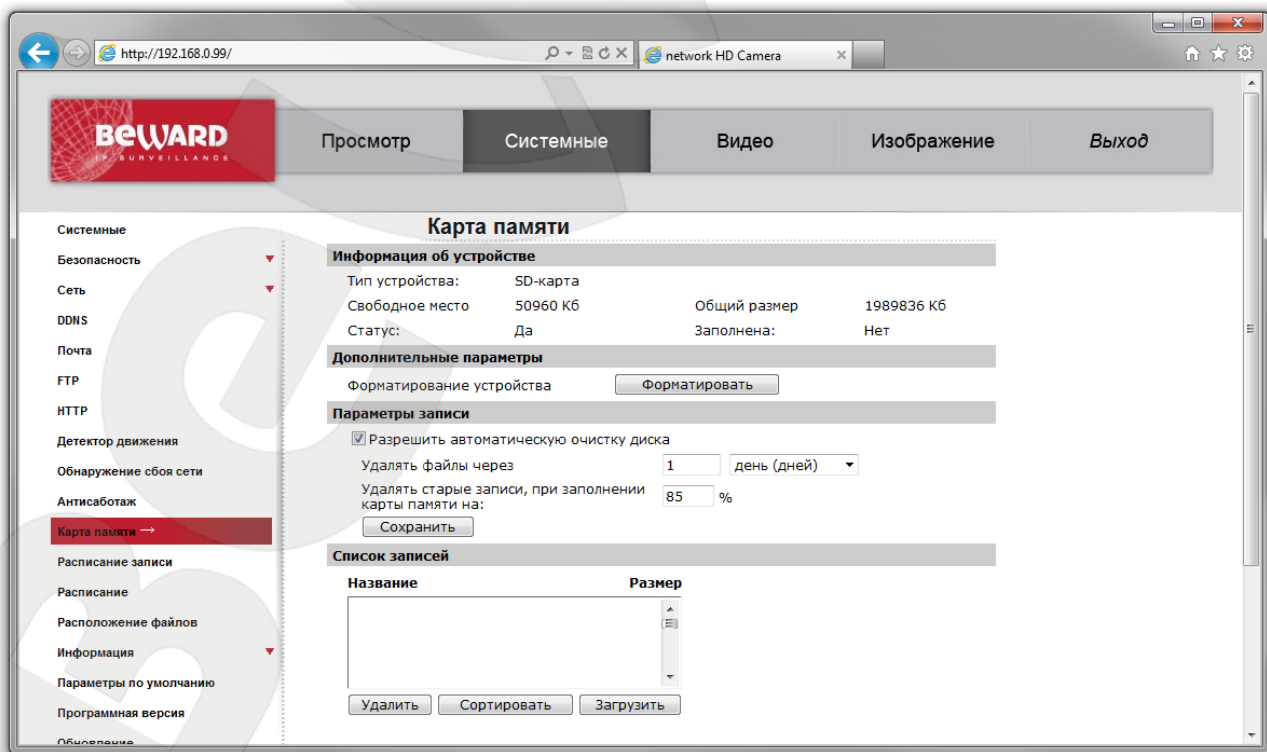 http://192.168.0.99/
network HD Camera
BEWARD
IP SURVEILLANCE
Просмотр
Системные
Видео
Изображение
Выход
Системные
Безопасность
Сеть
DDNS
Почта
FTP
HTTP
Детектор движения
Обнаружение сбоя сети
Антисаботаж
Карта памяти →
Расписание записи
Расписание
Расположение файлов
Информация
Параметры по умолчанию
Программная версия
Обновление
Карта памяти
Информация об устройстве
Тип устройства: SD-карта
Свободное место 50960 Кб Общий размер 1989836 Кб
Статус: Да Заполнена: Нет
Дополнительные параметры
Форматирование устройства Форматировать
Параметры записи
Разрешить автоматическую очистку диска
Удалять файлы через 1 день (дней)
Удалять старые записи, при заполнении
карты памяти на: 85 %
Сохранить
Список записей
Название Размер
Удалить Сортировать Загрузить